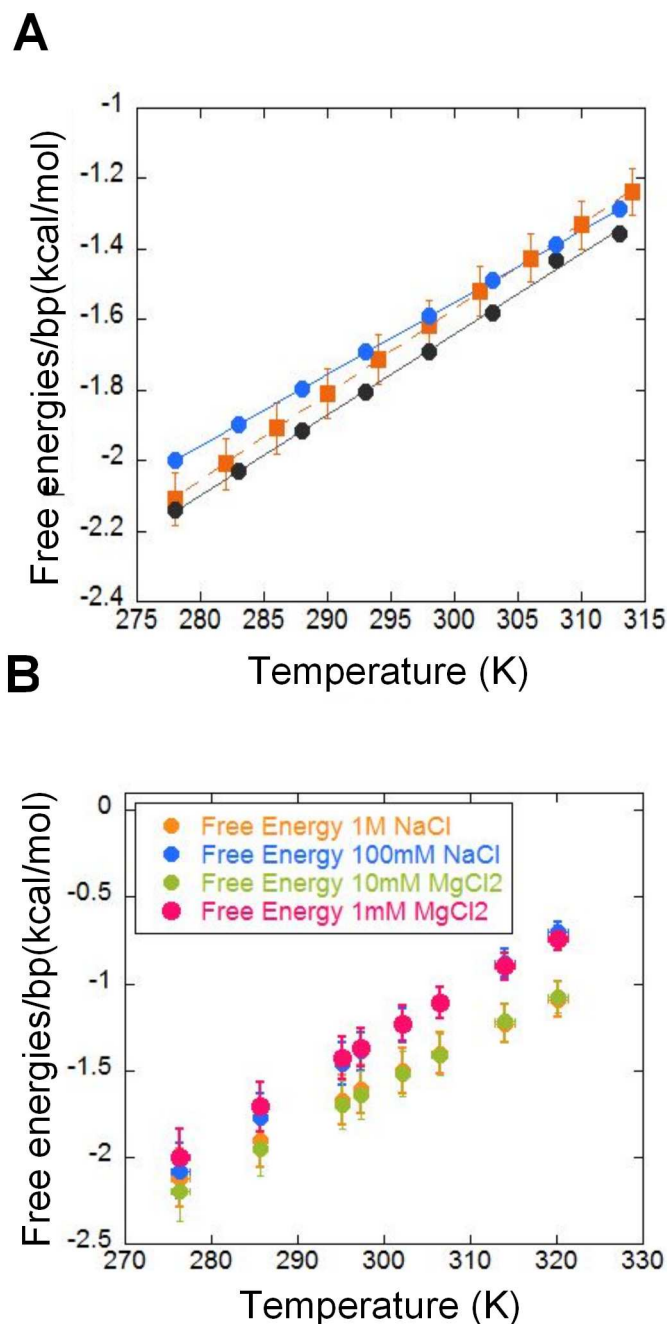 A
-1
-1.2
-1.4
-1.6
-1.8
-2
-2.2
-2.4
Free energies/bp(kcal/mol)
275 280 285 290 295 300 305 310 315
Temperature (K)
B
0
-0.5
-1
-1.5
-2
-2.5
Free energies/bp(kcal/mol)
Free Energy 1M NaCl
Free Energy 100mM NaCl
Free Energy 10mM MgCl2
Free Energy 1mM MgCl2
270 280 290 300 310 320 330
Temperature (K)